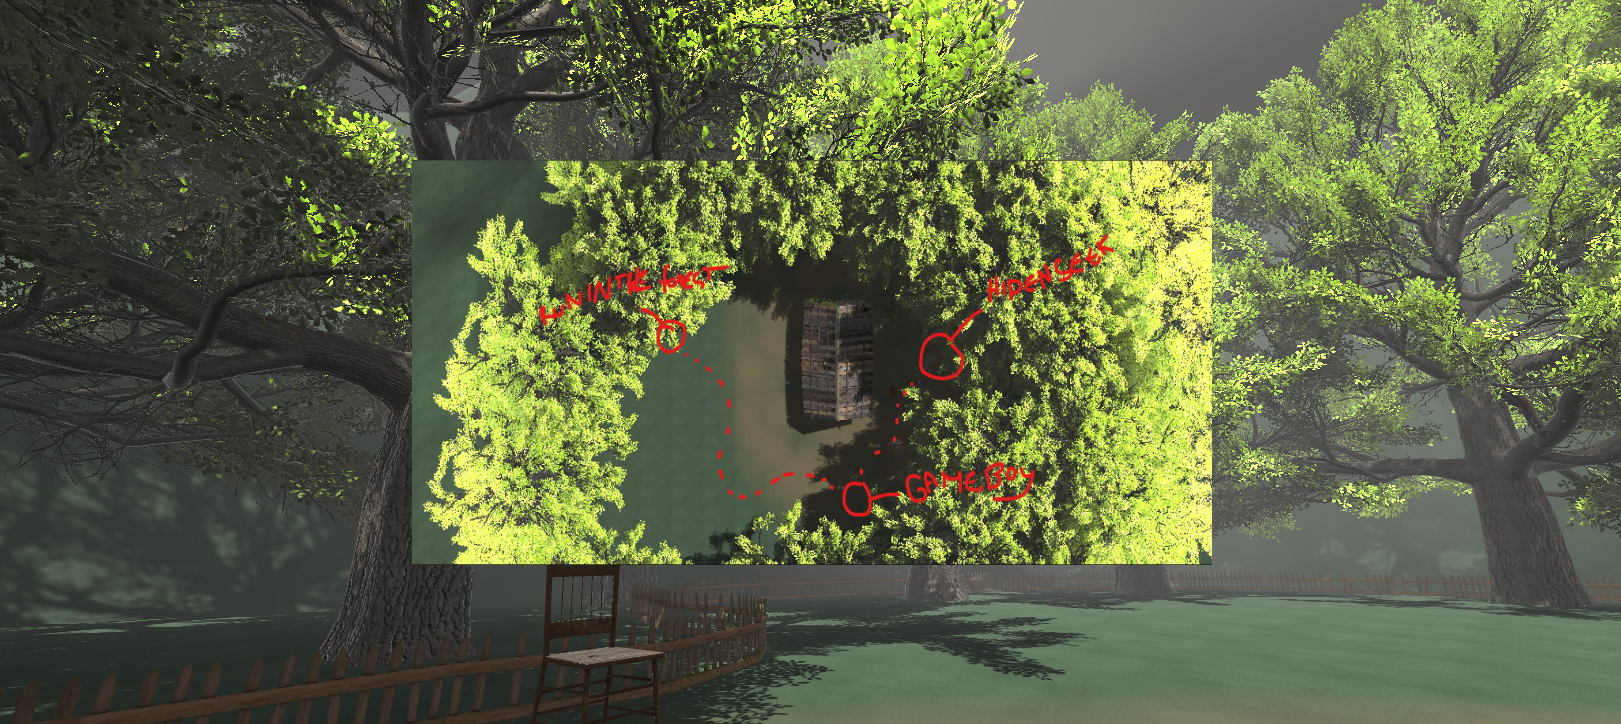 RUN IN THE foREST
HIDENSEEK
GAMEBOY